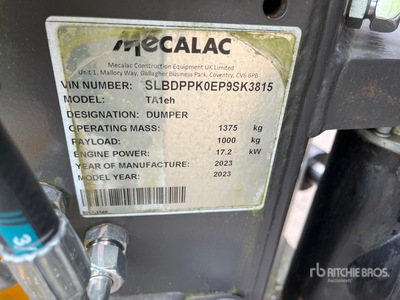 MECALAC
Mecalac Construction Equipment UK Limited
Unit 1, Mallory Way, Gallagher Business Park, Coventry, CV6 6PB
VIN NUMBER: SLBDPPK0EP9SK3815
MODEL: TA1eh
DESIGNATION: DUMPER
OPERATING MASS: 1375 kg
PAYLOAD: 1000 kg
ENGINE POWER: 17.2 kW
YEAR OF MANUFACTURE: 2023
MODEL YEAR: 2023
3
rb RITCHIE BROS.
Auctioneers